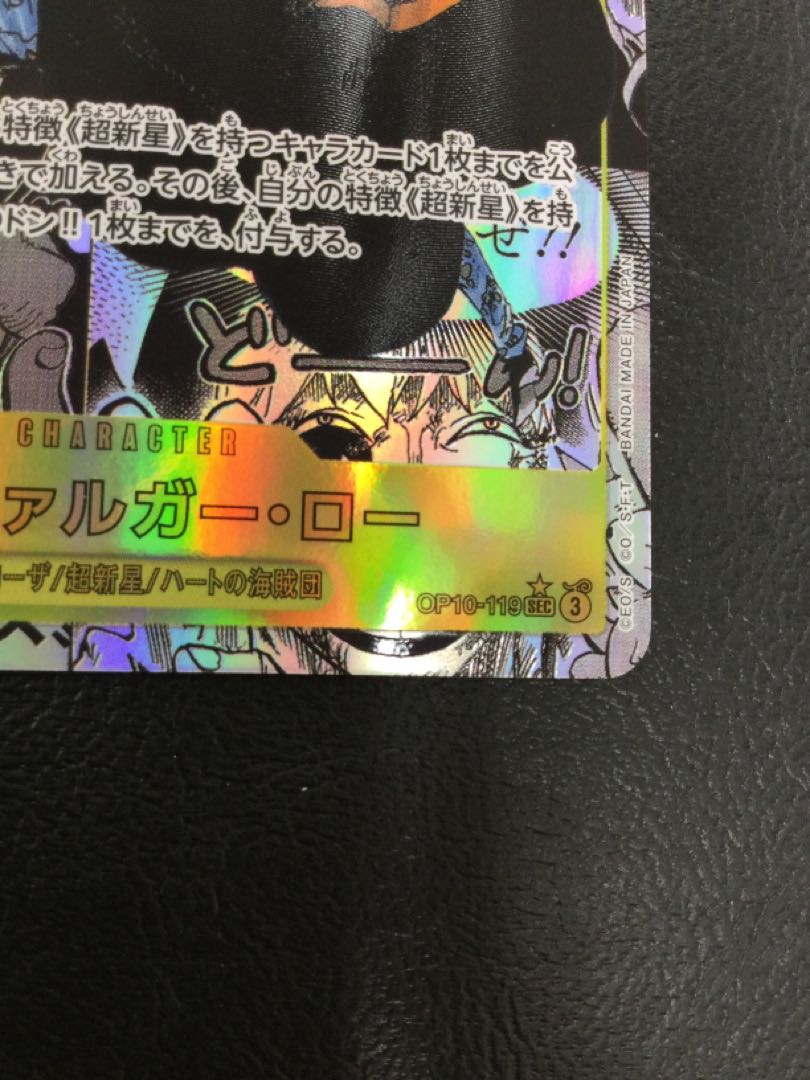 特徴《超新星》を持つキャラカード1枚までを公
きで加える。その後、自分の特徴《超新星》を持
のドン!! 1枚までを、付与する。
せ!!
ど ー ん!
CHARACTER
ァルガー・ロー
ーザ/超新星/ハートの海賊団
OP10-119 SEC 3
©EO/S. ©O/S.F.T BANDAI MADE IN JAPAN